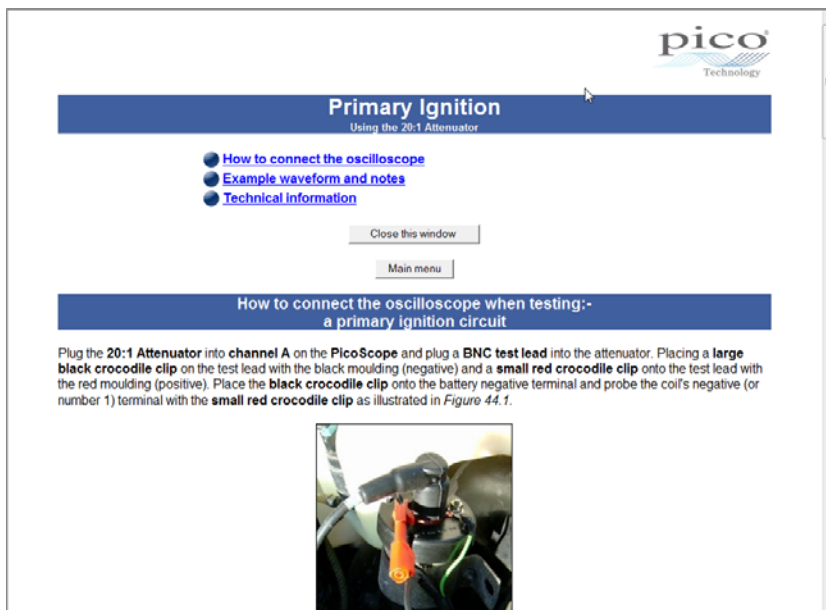 pico
Technology
Primary Ignition
Using the 20:1 Attenuator
How to connect the oscilloscope
Example waveform and notes
Technical information
Close this window
Main menu
How to connect the oscilloscope when testing:-
a primary ignition circuit
Plug the 20:1 Attenuator into channel A on the PicoScope and plug a BNC test lead into the attenuator. Placing a large
black crocodile clip on the test lead with the black moulding (negative) and a small red crocodile clip onto the test lead with
the red moulding (positive). Place the black crocodile clip onto the battery negative terminal and probe the coil's negative (or
number 1) terminal with the small red crocodile clip as illustrated in Figure 44.1.